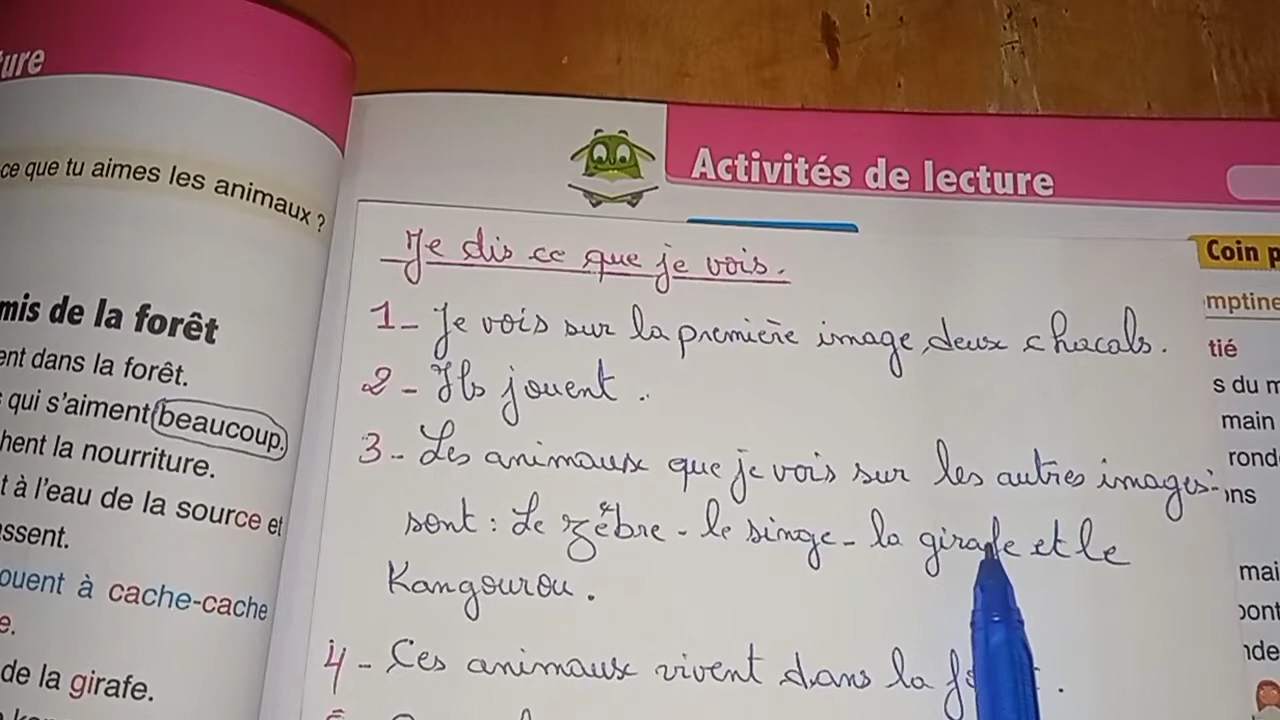 ture
ce que tu aimes les animaux ?
mis de la forêt
ent dans la forêt.
qui s'aiment beaucoup.
hent la nourriture.
t à l'eau de la source et
assent.
ouent à cache-cache
e.
de la girafe.
Activités de lecture
Je dis ce que je vois.
1- Je vois sur la première image, deux chacals.
2- Ils jouent.
3- Les animaux que je vois sur les autres images
sont : Le zèbre - le singe - la girafe et le
Kangourou.
4- Ces animaux vivent dans la
Coin p
mptine
tié
s du m
main
rond
ons
mai
pont
nde